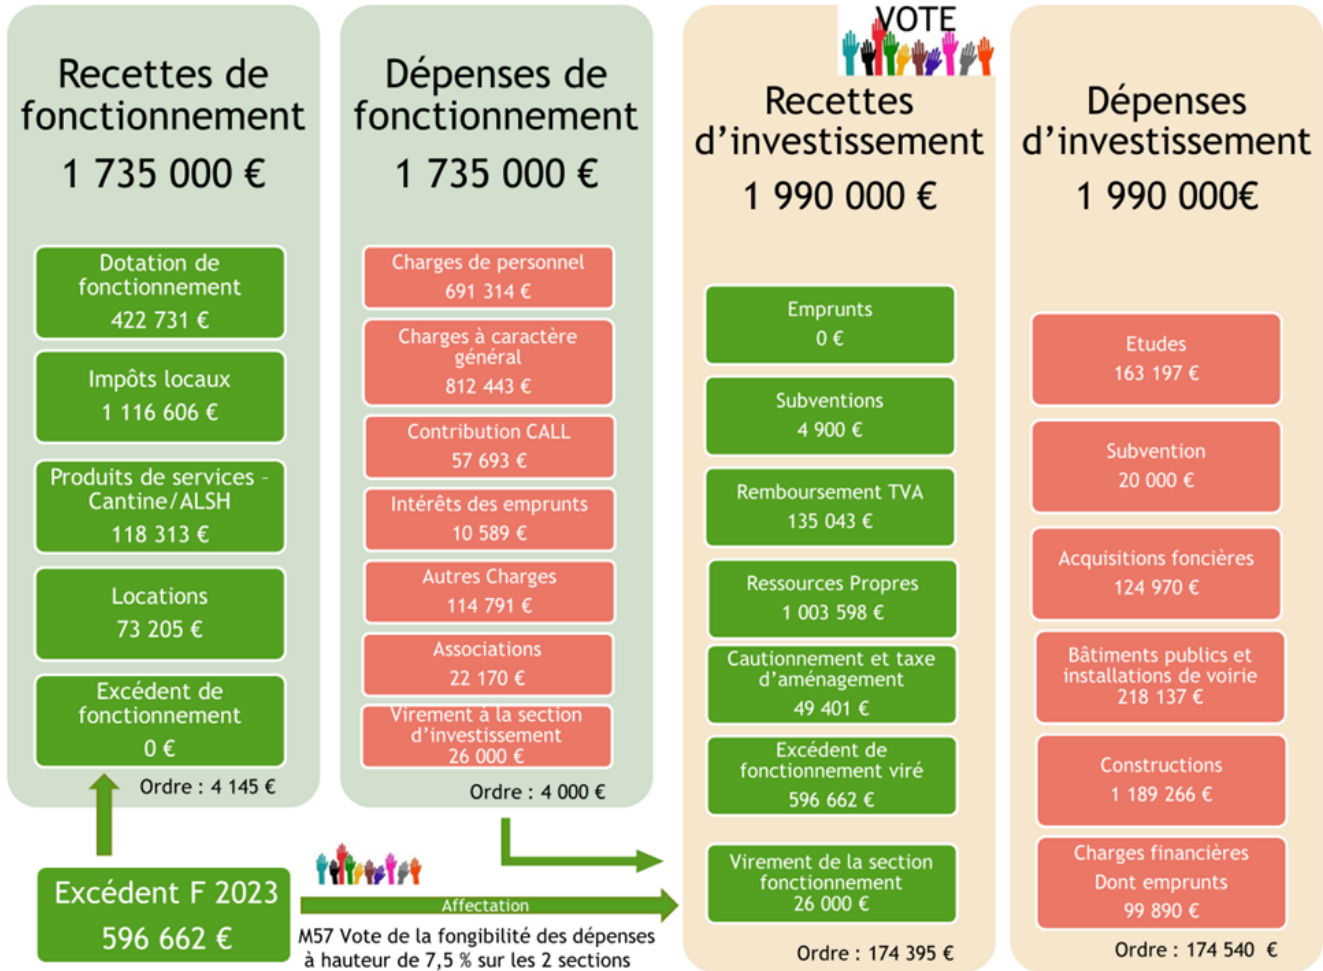 Recettes de
fonctionnement
1 735 000 €
Dotation de
fonctionnement
422 731 €
Impôts locaux
1 116 606 €
Produits de services -
Cantine/ALSH
118 313 €
Locations
73 205 €
Excédent de
fonctionnement
0 €
Ordre : 4 145 €
Excédent F 2023
596 662 €
Dépenses de
fonctionnement
1 735 000 €
Charges de personnel
691 314 €
Charges à caractère
général
812 443 €
Contribution CALL
57 693 €
Intérêts des emprunts
10 589 €
Autres Charges
114 791 €
Associations
22 170 €
Virement à la section
d'investissement
26 000 €
Ordre : 4 000 €
Affectation
M57 Vote de la fongibilité des dépenses
à hauteur de 7,5 % sur les 2 sections
VOTE
Recettes
d'investissement
1 990 000 €
Emprunts
0 €
Subventions
4 900 €
Remboursement TVA
135 043 €
Ressources Propres
1 003 598 €
Cautionnement et taxe
d'aménagement
49 401 €
Excédent de
fonctionnement viré
596 662 €
Virement de la section
fonctionnement
26 000 €
Ordre : 174 395 €
Dépenses
d'investissement
1 990 000€
Etudes
163 197 €
Subvention
20 000 €
Acquisitions foncières
124 970 €
Bâtiments publics et
installations de voirie
218 137 €
Constructions
1 189 266 €
Charges financières
Dont emprunts
99 890 €
Ordre : 174 540 €